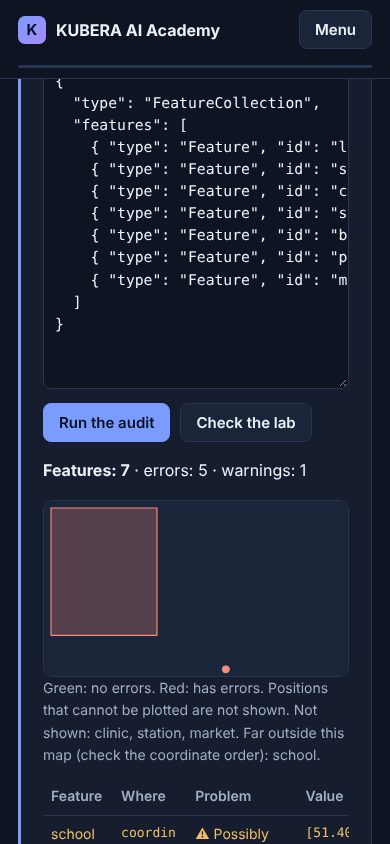 K KUBERA AI Academy Menu
{
"type": "FeatureCollection",
"features": [
{ "type": "Feature", "id": "l
{ "type": "Feature", "id": "s
{ "type": "Feature", "id": "c
{ "type": "Feature", "id": "s
{ "type": "Feature", "id": "b
{ "type": "Feature", "id": "p
{ "type": "Feature", "id": "m
]
}
Run the audit Check the lab
Features: 7 · errors: 5 · warnings: 1
Green: no errors. Red: has errors. Positions
that cannot be plotted are not shown. Not
shown: clinic, station, market. Far outside this
map (check the coordinate order): school.
Feature Where Problem Value
school coordin ⚠ Possibly [51.40